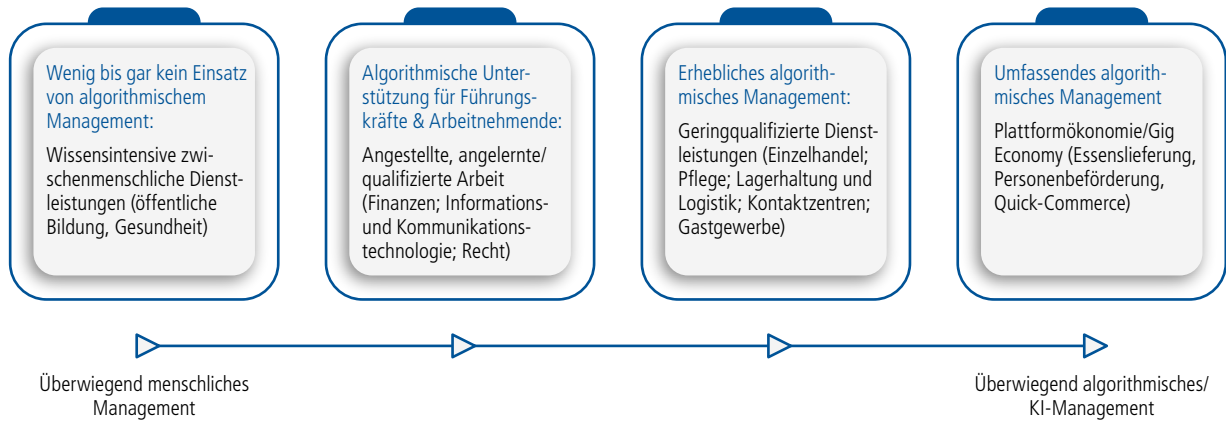 Wenig bis gar kein Einsatz
von algorithmischem
Management:
Wissensintensive zwi-
schenmenschliche Dienst-
leistungen (öffentliche
Bildung, Gesundheit)
Algorithmische Unter-
stützung für Führungs-
kräfte & Arbeitnehmende:
Angestellte, angelernte/
qualifizierte Arbeit
(Finanzen; Informations-
und Kommunikations-
technologie; Recht)
Erhebliches algorith-
misches Management:
Geringqualifizierte Dienst-
leistungen (Einzelhandel;
Pflege; Lagerhaltung und
Logistik; Kontaktzentren;
Gastgewerbe)
Umfassendes algorith-
misches Management
Plattformökonomie/Gig
Economy (Essenslieferung,
Personenbeförderung,
Quick-Commerce)
Überwiegend menschliches
Management
Überwiegend algorithmisches/
KI-Management